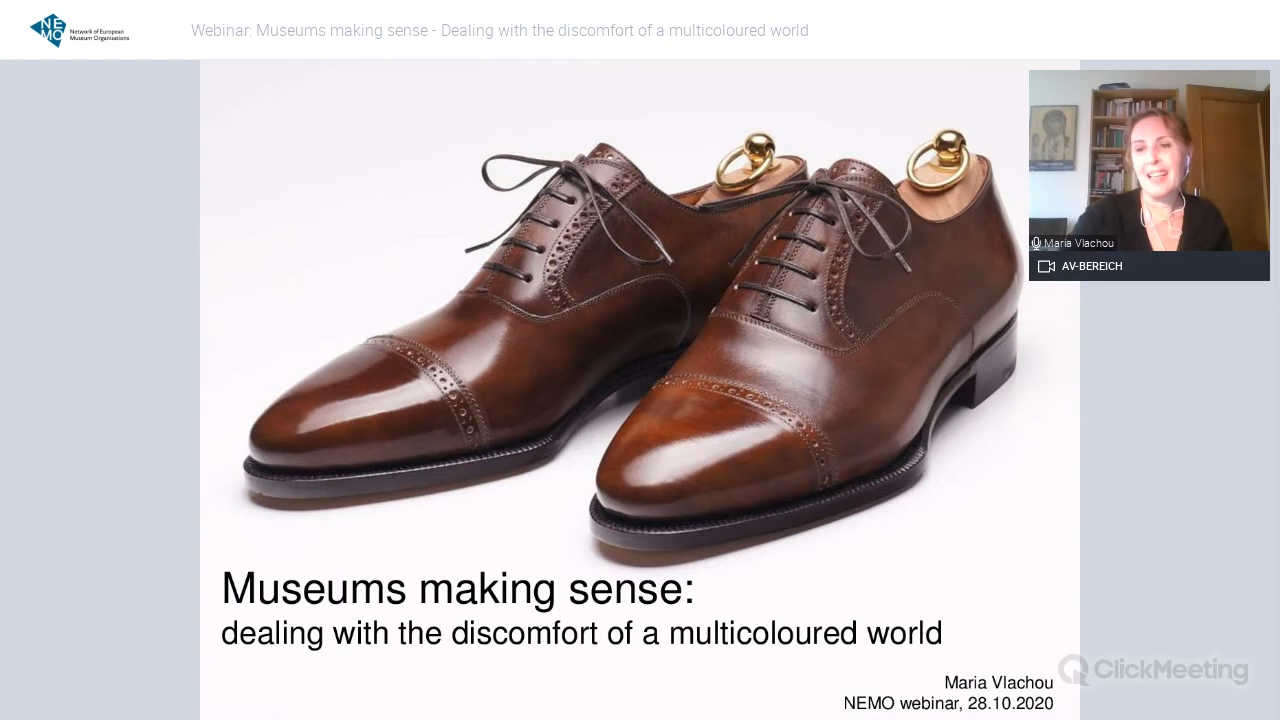 NE
MO
Network of European
Museum Organisations
Webinar: Museums making sense - Dealing with the discomfort of a multicoloured world
Maria Vlachou
AV-BEREICH
Museums making sense:
dealing with the discomfort of a multicoloured world
Maria Vlachou
NEMO webinar, 28.10.2020
ClickMeeting